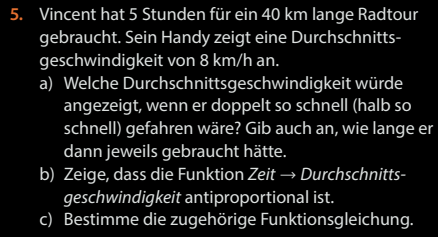 5. Vincent hat 5 Stunden für ein 40 km lange Radtour
gebraucht. Sein Handy zeigt eine Durchschnitts-
geschwindigkeit von 8 km/h an.
a) Welche Durchschnittsgeschwindigkeit würde
angezeigt, wenn er doppelt so schnell (halb so
schnell) gefahren wäre? Gib auch an, wie lange er
dann jeweils gebraucht hätte.
b) Zeige, dass die Funktion Zeit → Durchschnitts-
geschwindigkeit antiproportional ist.
c) Bestimme die zugehörige Funktionsgleichung.